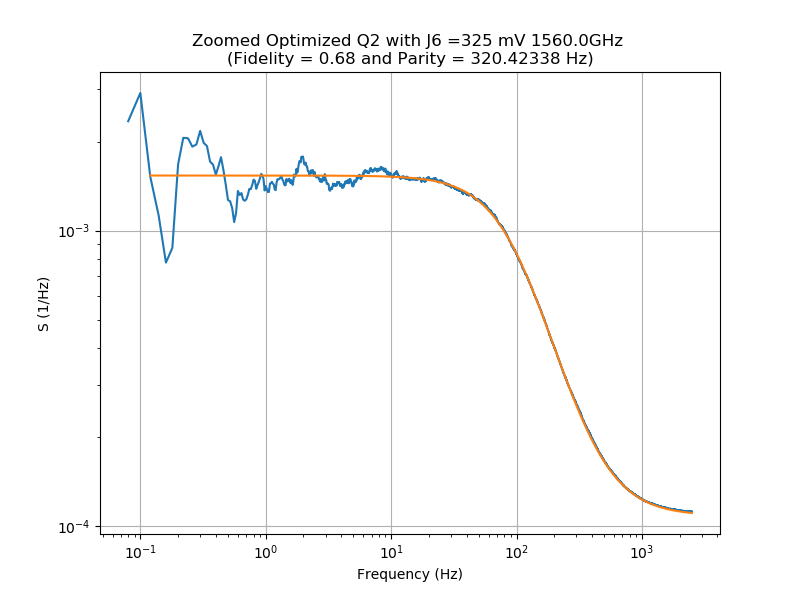 Zoomed Optimized Q2 with J6 =325 mV 1560.0GHz
(Fidelity = 0.68 and Parity = 320.42338 Hz)
S (1/Hz)
10⁻³
10⁻⁴
10⁻¹ 10⁰ 10¹ 10² 10³
Frequency (Hz)